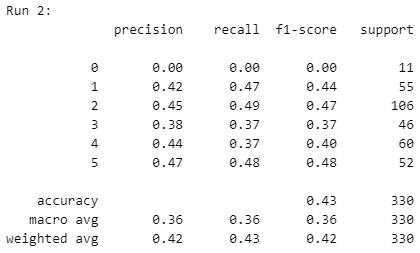 Run 2:
precision recall f1-score support
0 0.00 0.00 0.00 11
1 0.42 0.47 0.44 55
2 0.45 0.49 0.47 106
3 0.38 0.37 0.37 46
4 0.44 0.37 0.40 60
5 0.47 0.48 0.48 52
accuracy 0.43 330
macro avg 0.36 0.36 0.36 330
weighted avg 0.42 0.43 0.42 330